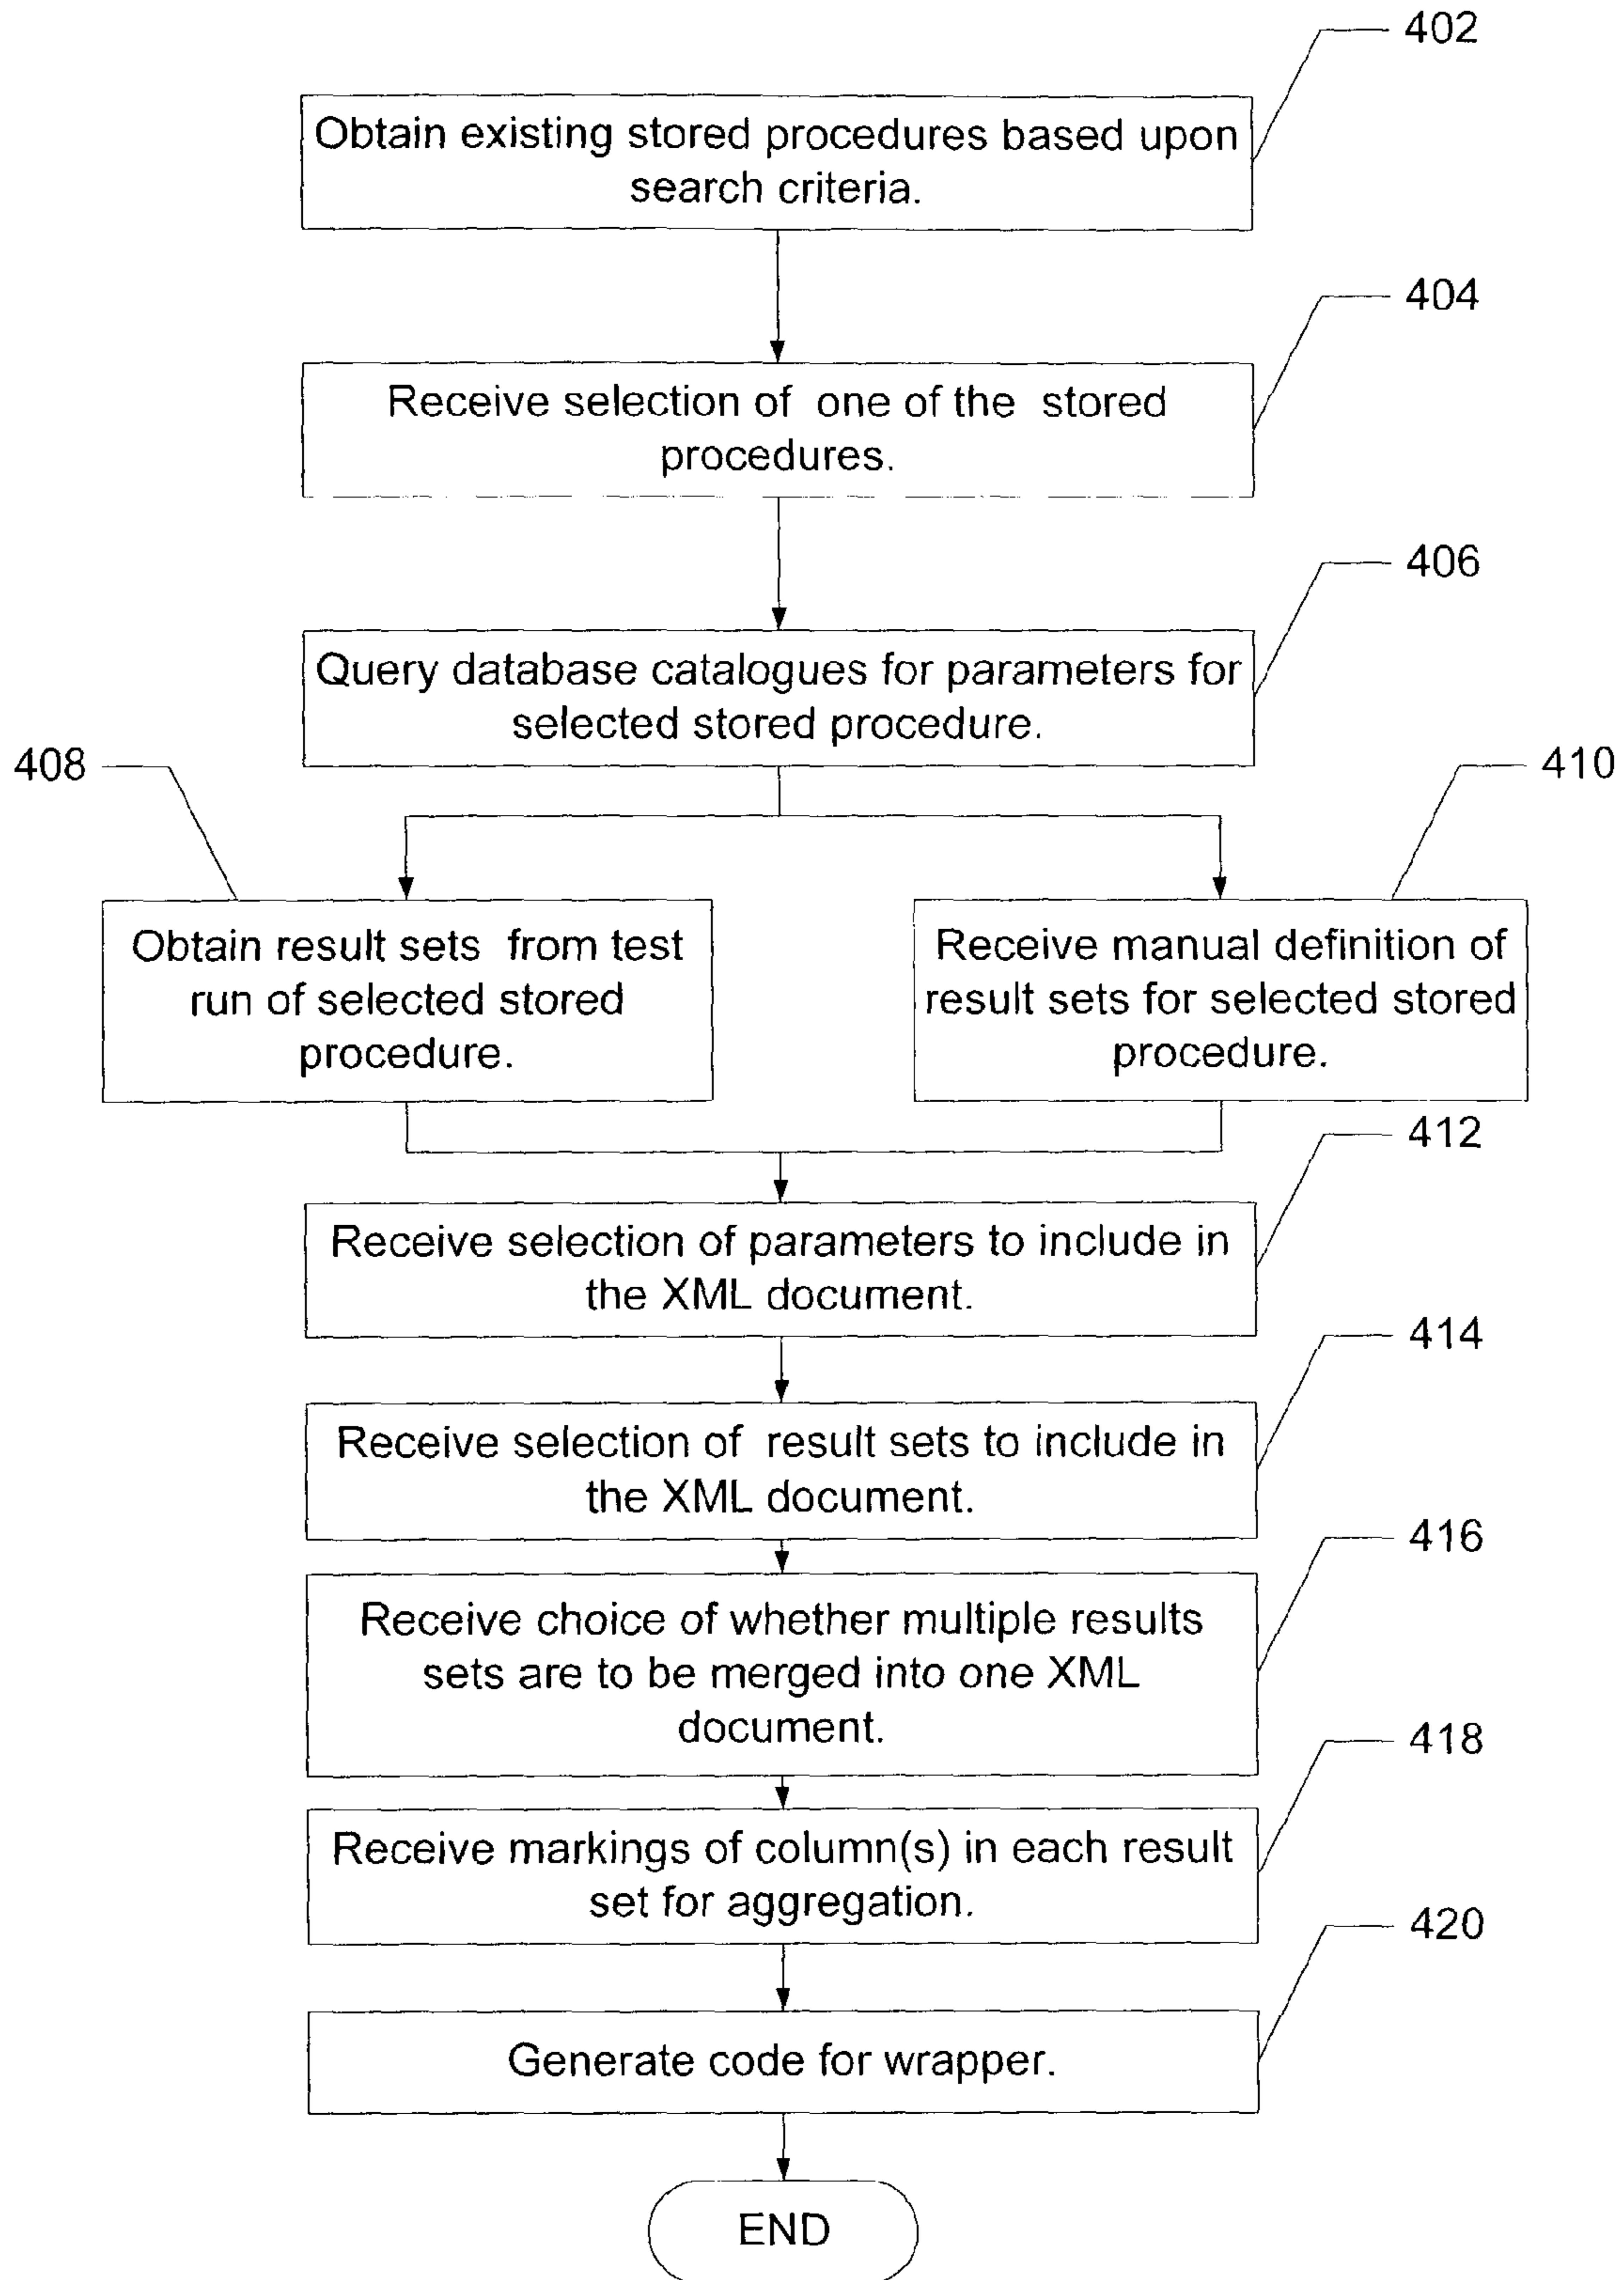 402
Obtain existing stored procedures based upon
search criteria.
404
Receive selection of one of the stored
procedures.
406
Query database catalogues for parameters for
selected stored procedure.
408
410
Obtain result sets from test
run of selected stored
procedure.
Receive manual definition of
result sets for selected stored
procedure.
412
Receive selection of parameters to include in
the XML document.
414
Receive selection of result sets to include in
the XML document.
416
Receive choice of whether multiple results
sets are to be merged into one XML
document.
418
Receive markings of column(s) in each result
set for aggregation.
420
Generate code for wrapper.
END